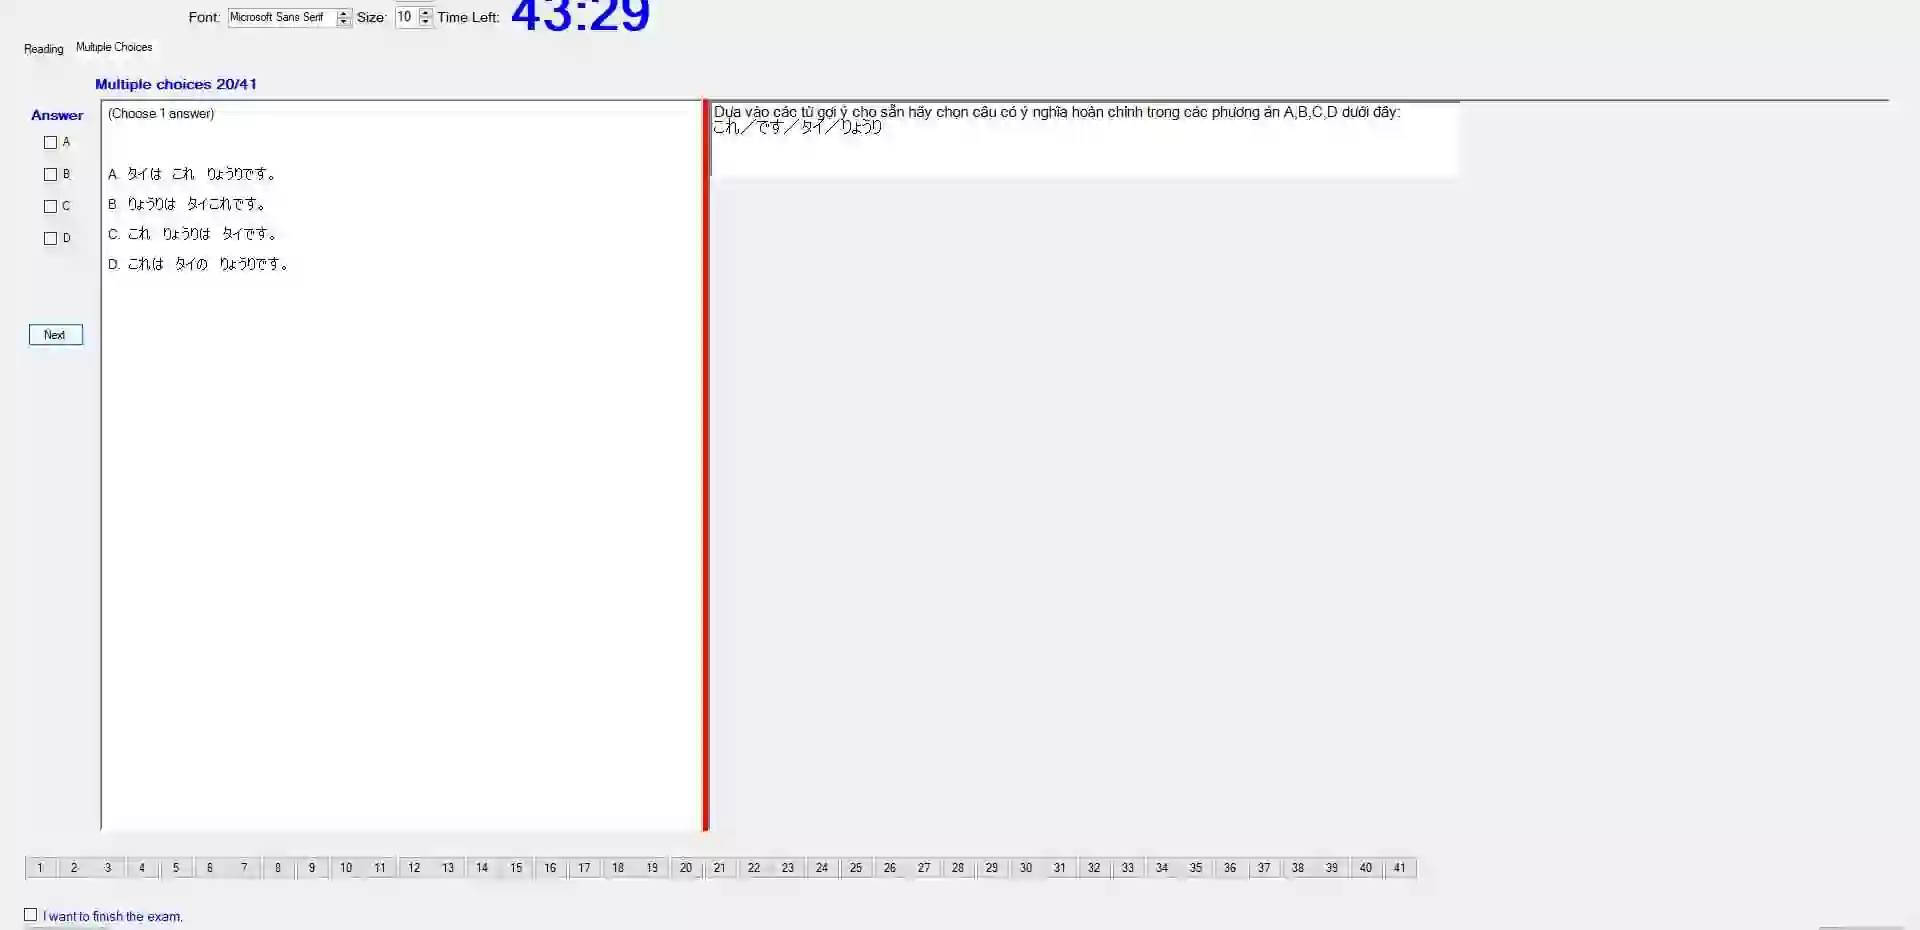 Font: Microsoft Sans Serif Size: 10 Time Left: 43:29
Reading Multiple Choices
Multiple choices 20/41
Answer
A
B
C
D
Next
(Choose 1 answer)
A. タイは これ りょうりです。
B. りょうりは タイこれです。
C. これ りょうりは タイです。
D. これは タイの りょうりです。
Dựa vào các từ gợi ý cho sẵn hãy chọn câu có ý nghĩa hoàn chỉnh trong các phương án A,B,C,D dưới đây:
これ／です／タイ／りょうり
1 2 3 4 5 6 7 8 9 10 11 12 13 14 15 16 17 18 19 20 21 22 23 24 25 26 27 28 29 30 31 32 33 34 35 36 37 38 39 40 41
I want to finish the exam.